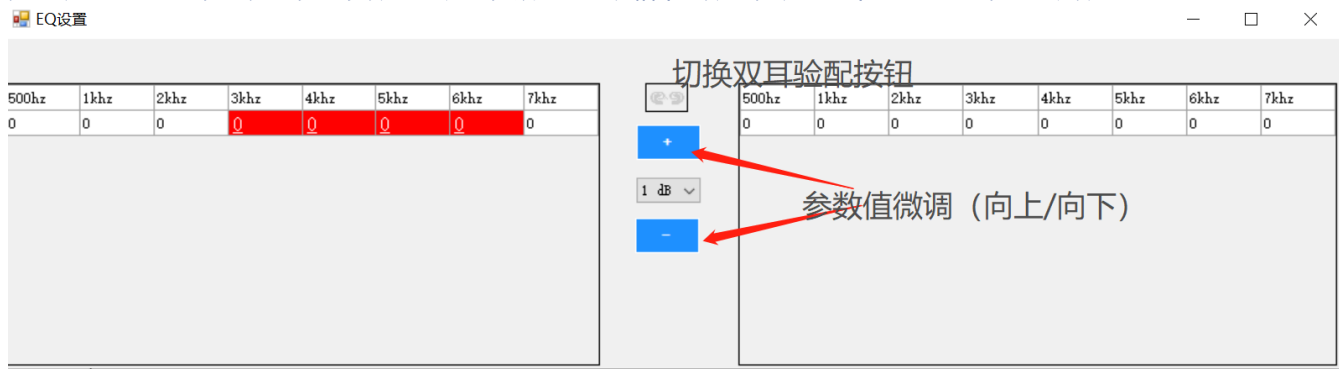 EQ设置
切换双耳验配按钮
500hz 1khz 2khz 3khz 4khz 5khz 6khz 7khz
0 0 0 0 0 0 0 0
+
1 dB
参数值微调（向上/向下）
-
500hz 1khz 2khz 3khz 4khz 5khz 6khz 7khz
0 0 0 0 0 0 0 0